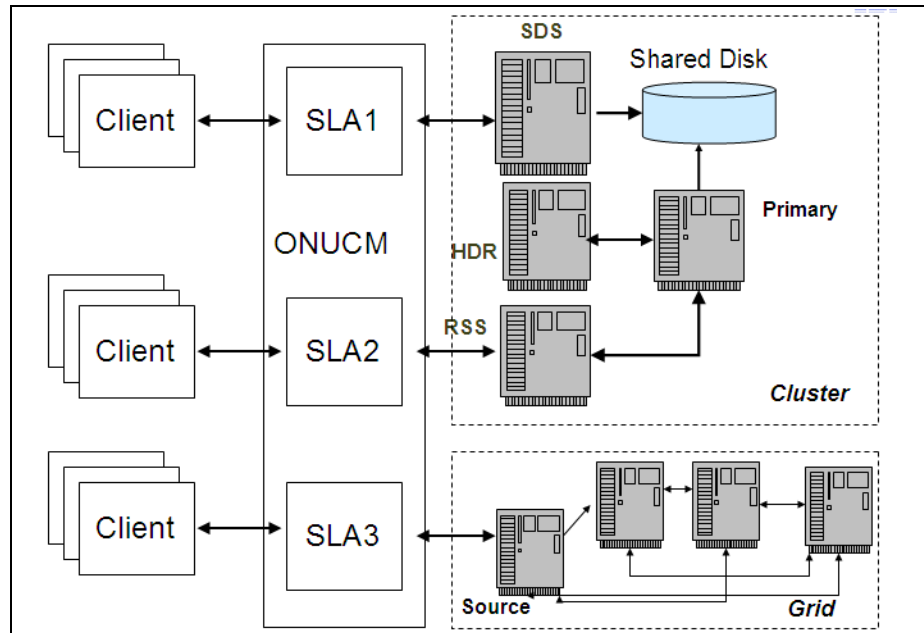 SDS
Shared Disk
Client
SLA1
ONUCM
HDR
Primary
Client
SLA2
RSS
Cluster
Client
SLA3
Source
Grid